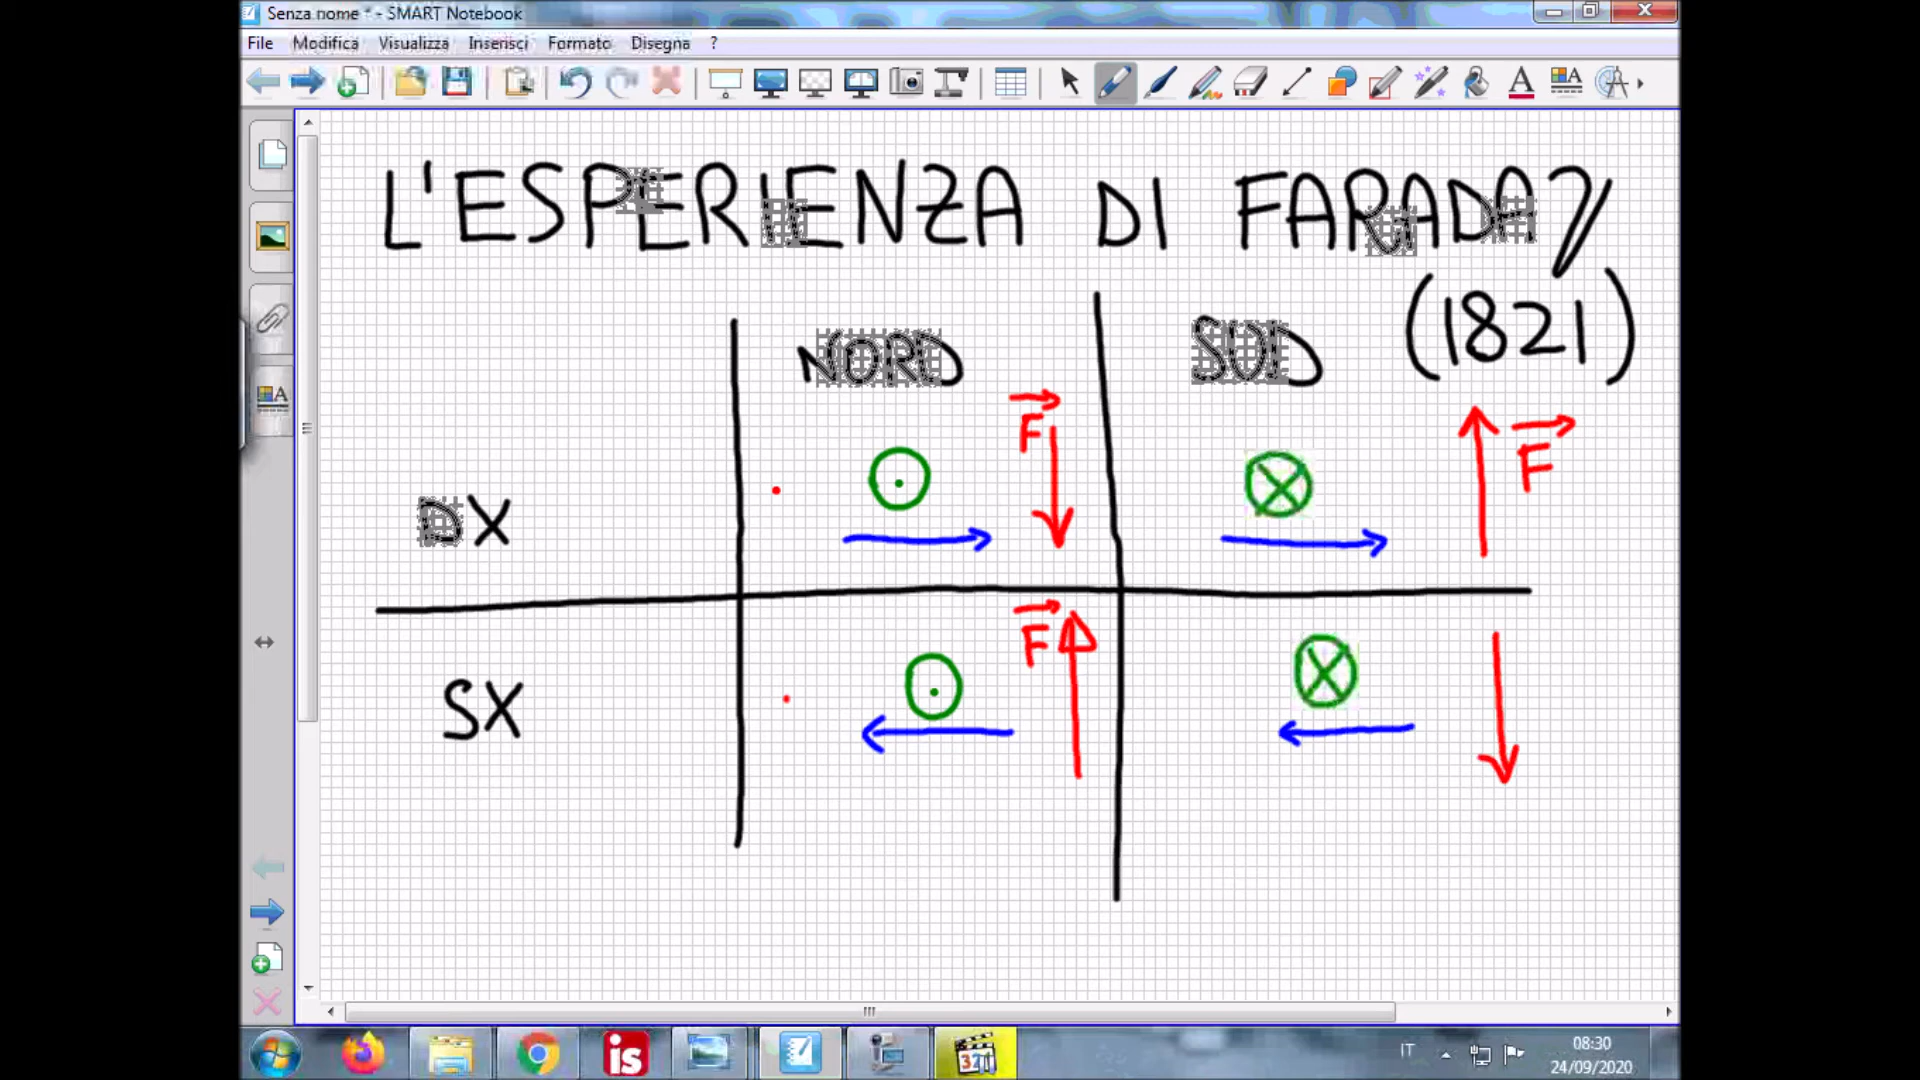 Senza nome * - SMART Notebook
File Modifica Visualizza Inserisci Formato Disegna ?
L'ESPERIENZA DI FARADAY
(1821)
NORD SUD
DX
F
F
SX
F
IT
08:30
24/09/2020